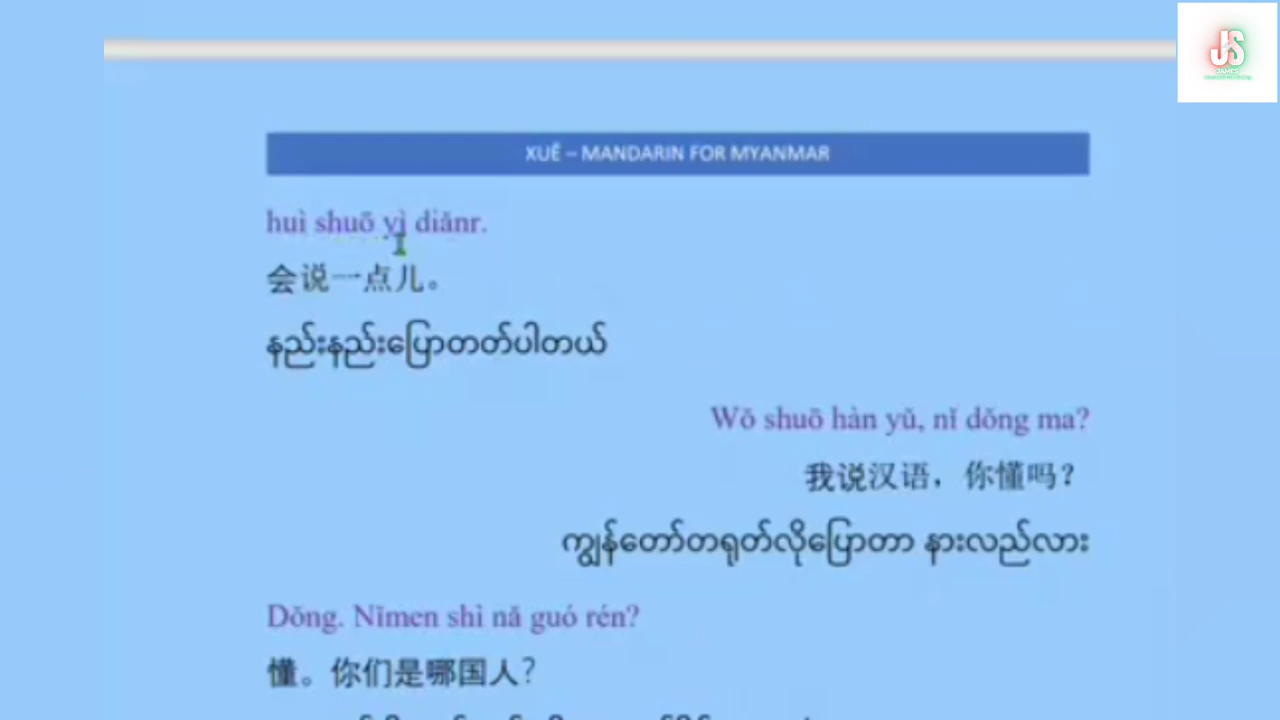 JS
JAMES
XUÉ – MANDARIN FOR MYANMAR
huì shuō yì diǎnr.
会说一点儿。
နည်းနည်းပြောတတ်ပါတယ်
Wǒ shuō hàn yǔ, nǐ dǒng ma?
我说汉语，你懂吗？
ကျွန်တော်တရုတ်လိုပြောတာ နားလည်လား
Dǒng. Nǐmen shì nǎ guó rén?
懂。你们是哪国人？